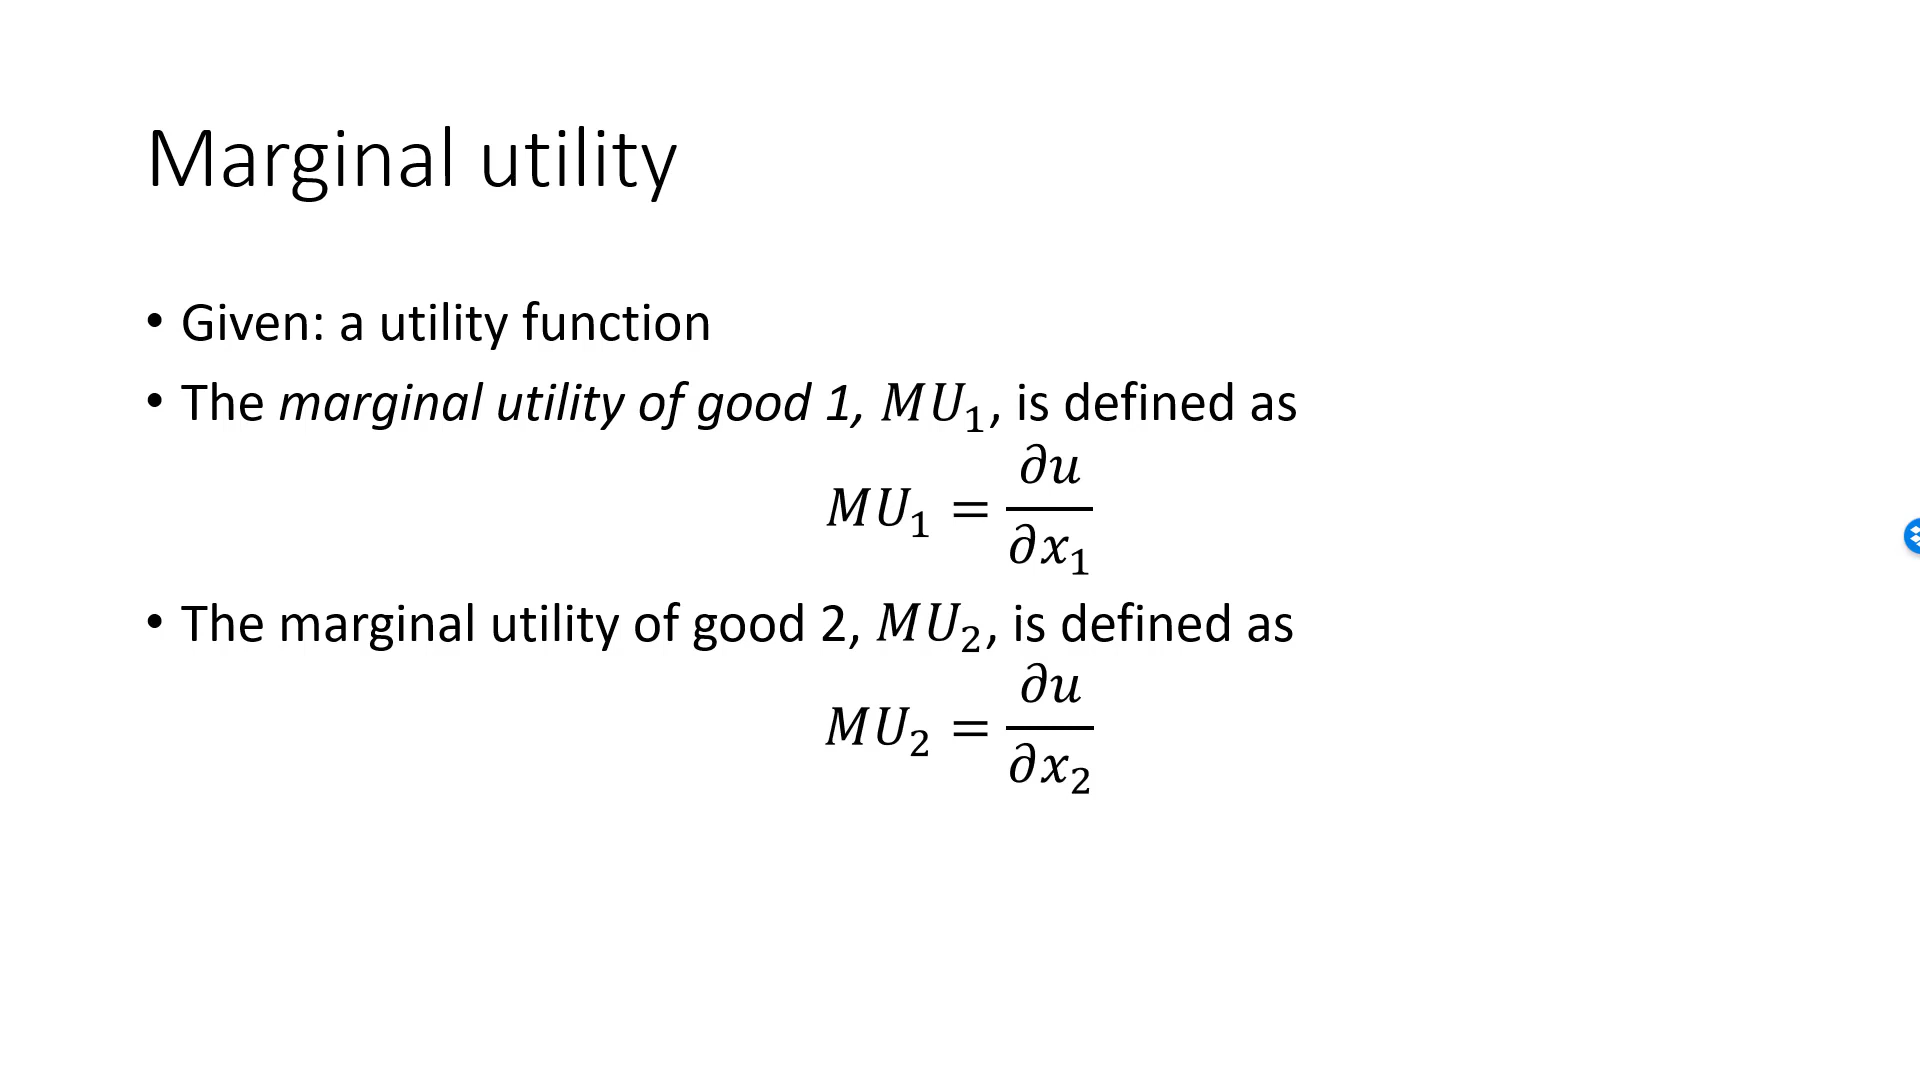 Marginal utility
• Given: a utility function
• The marginal utility of good 1, 𝑀𝑈₁, is defined as
𝑀𝑈₁ = ∂𝑢/∂𝑥₁
• The marginal utility of good 2, 𝑀𝑈₂, is defined as
𝑀𝑈₂ = ∂𝑢/∂𝑥₂